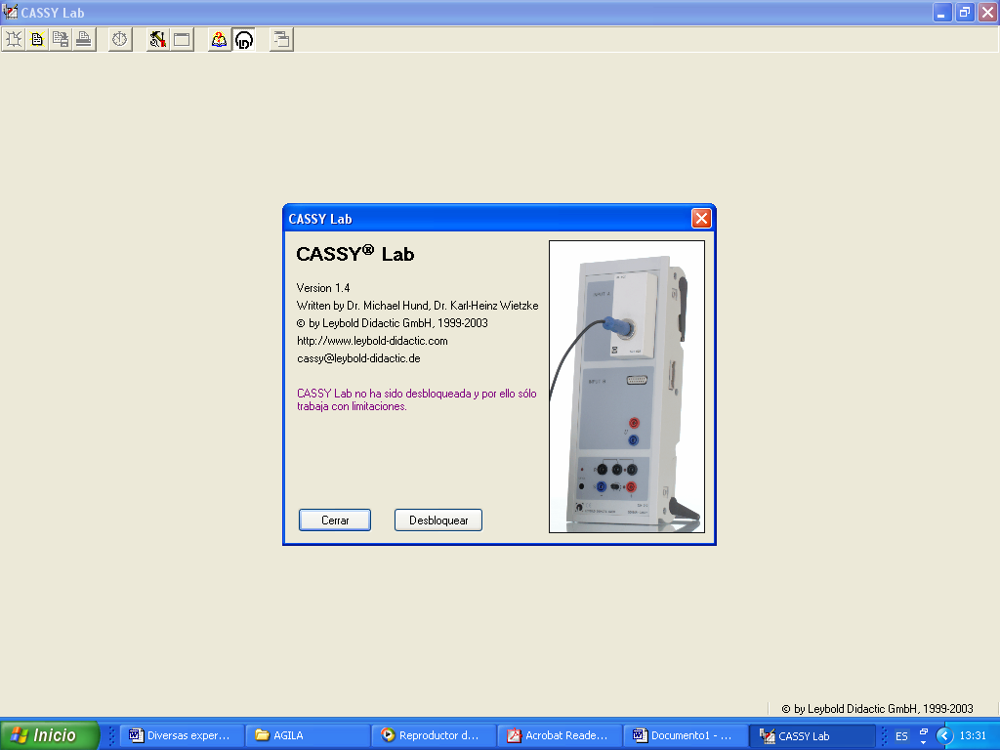 CASSY Lab
CASSY Lab
CASSY® Lab
Version 1.4
Written by Dr. Michael Hund, Dr. Karl-Heinz Wietzke
© by Leybold Didactic GmbH, 1999-2003
http://www.leybold-didactic.com
cassy@leybold-didactic.de
CASSY Lab no ha sido desbloqueada y por ello sólo
trabaja con limitaciones.
Cerrar
Desbloquear
INPUT A
INPUT B
© by Leybold Didactic GmbH, 1999-2003
Inicio
Diversas exper...
AGILA
Reproductor d...
Acrobat Reade...
Documento1 - ...
CASSY Lab
ES
13:31